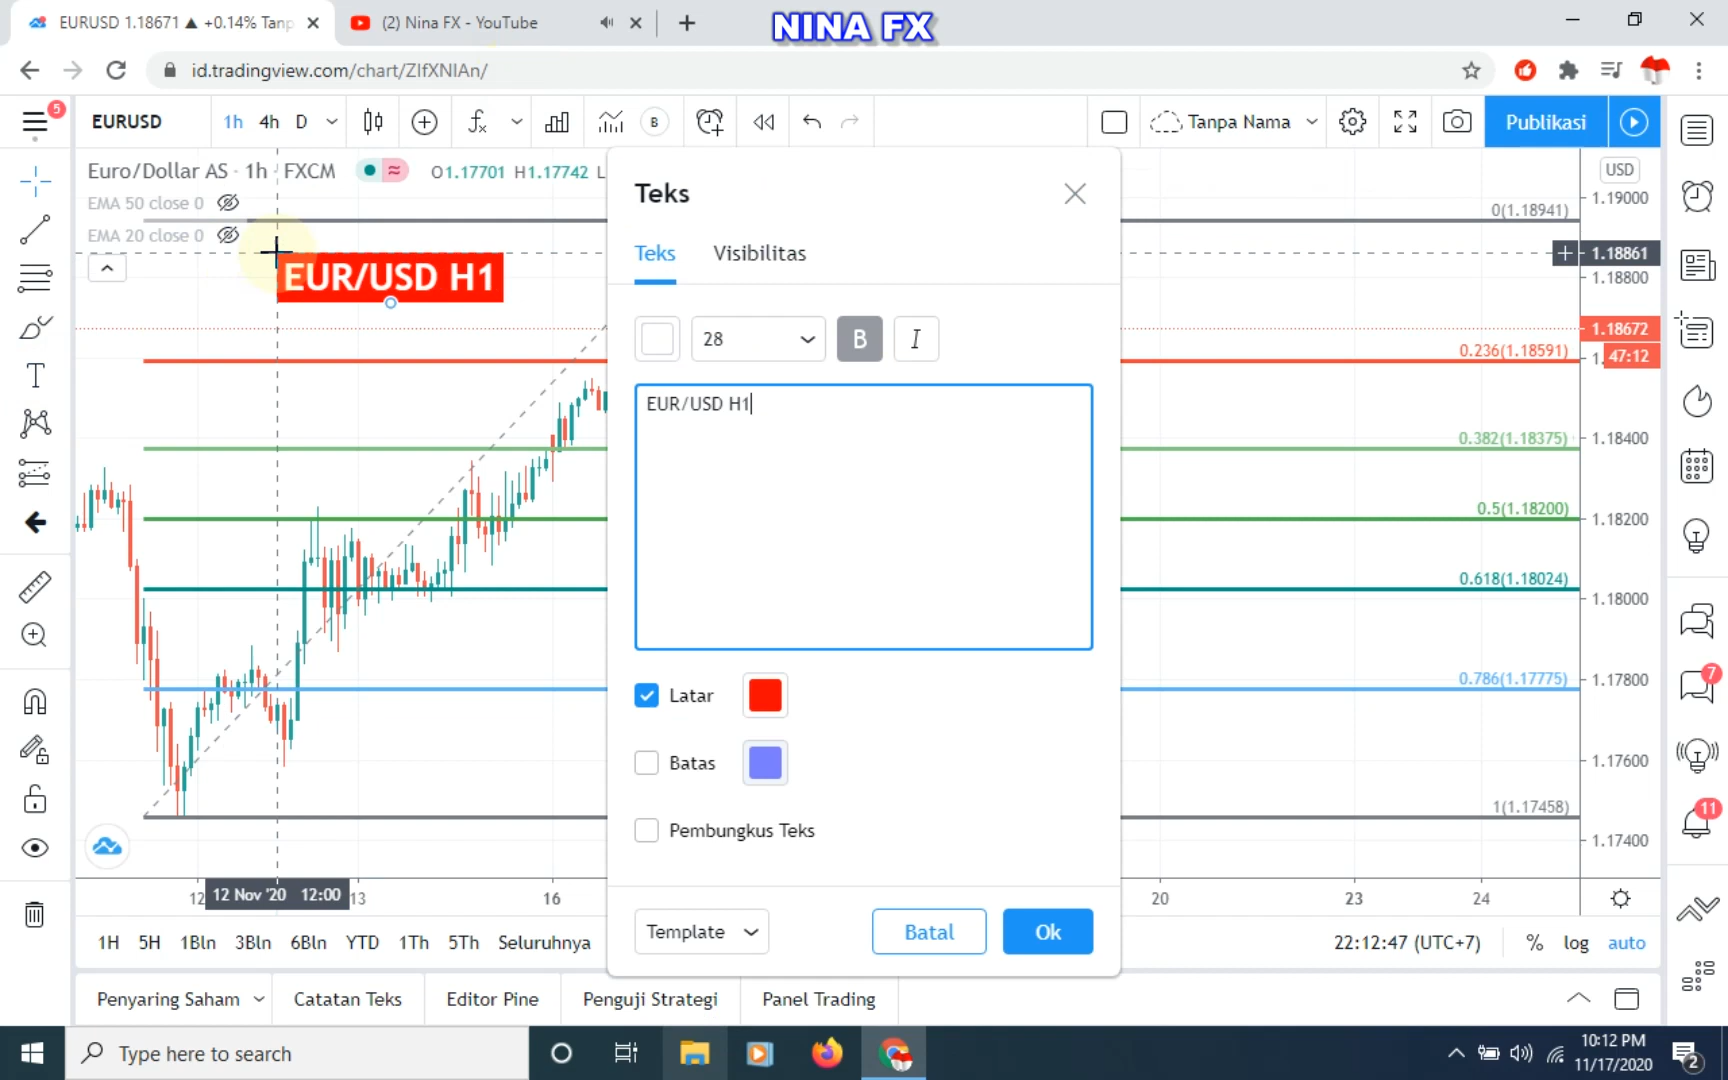 EURUSD 1.18671 ▲ +0.14% Tanp
(2) Nina FX - YouTube
NINA FX
id.tradingview.com/chart/ZIfXNIAn/
5
EURUSD
1h
4h
D
B
Tanpa Nama
Publikasi
Euro/Dollar AS · 1h · FXCM
O1.17701 H1.17742 L
EMA 50 close 0
EMA 20 close 0
EUR/USD H1
Teks
Teks
Visibilitas
28
B
I
EUR/USD H1
Latar
Batas
Pembungkus Teks
Template
Batal
Ok
USD
0(1.18941)
1.19000
1.18861
1.18800
1.18672
0.236(1.18591)
47:12
0.382(1.18375)
1.18400
0.5(1.18200)
1.18200
0.618(1.18024)
1.18000
0.786(1.17775)
1.17800
1.17600
1(1.17458)
1.17400
7
11
12
12 Nov '20 12:00
13
16
20
23
24
1H 5H 1Bln 3Bln 6Bln YTD 1Th 5Th Seluruhnya
22:12:47 (UTC+7)
%
log
auto
Penyaring Saham
Catatan Teks
Editor Pine
Penguji Strategi
Panel Trading
Type here to search
10:12 PM
11/17/2020
2